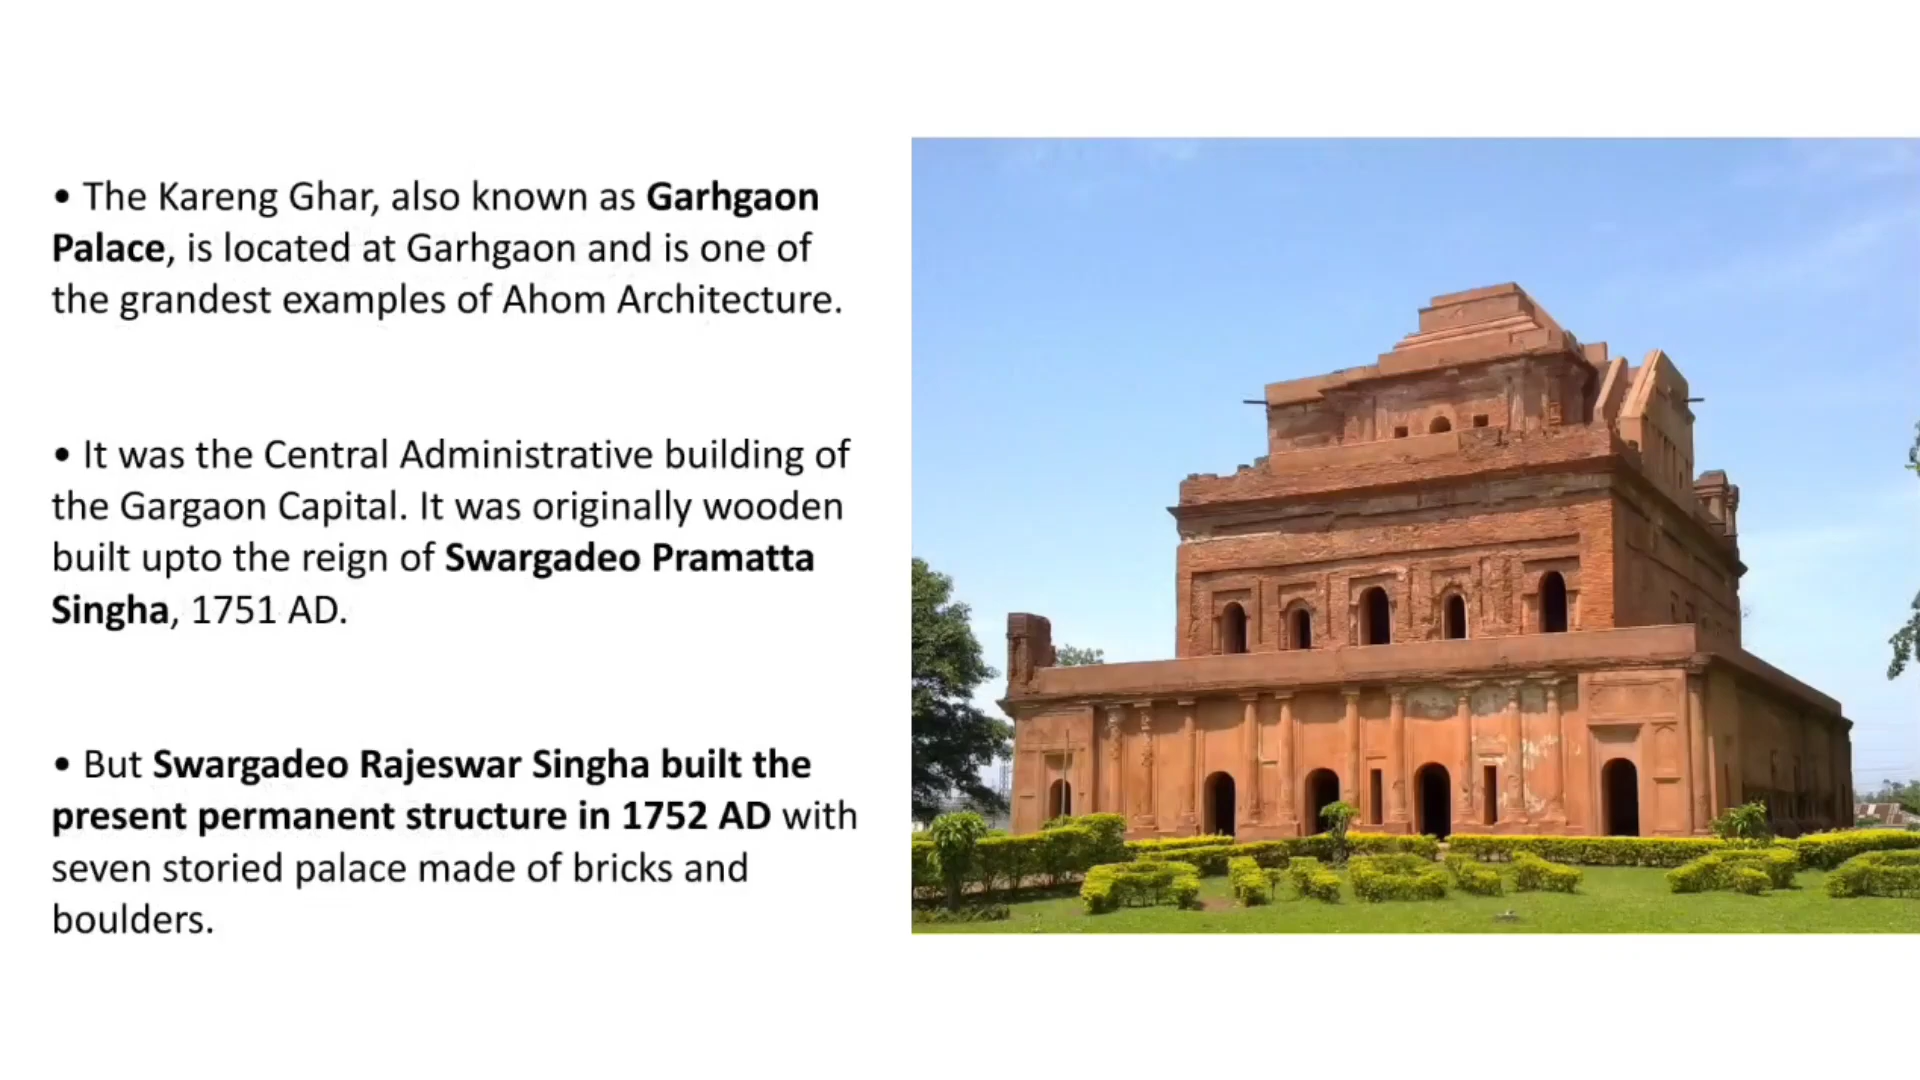 • The Kareng Ghar, also known as Garhgaon
Palace, is located at Garhgaon and is one of
the grandest examples of Ahom Architecture.
• It was the Central Administrative building of
the Gargaon Capital. It was originally wooden
built upto the reign of Swargadeo Pramatta
Singha, 1751 AD.
• But Swargadeo Rajeswar Singha built the
present permanent structure in 1752 AD with
seven storied palace made of bricks and
boulders.